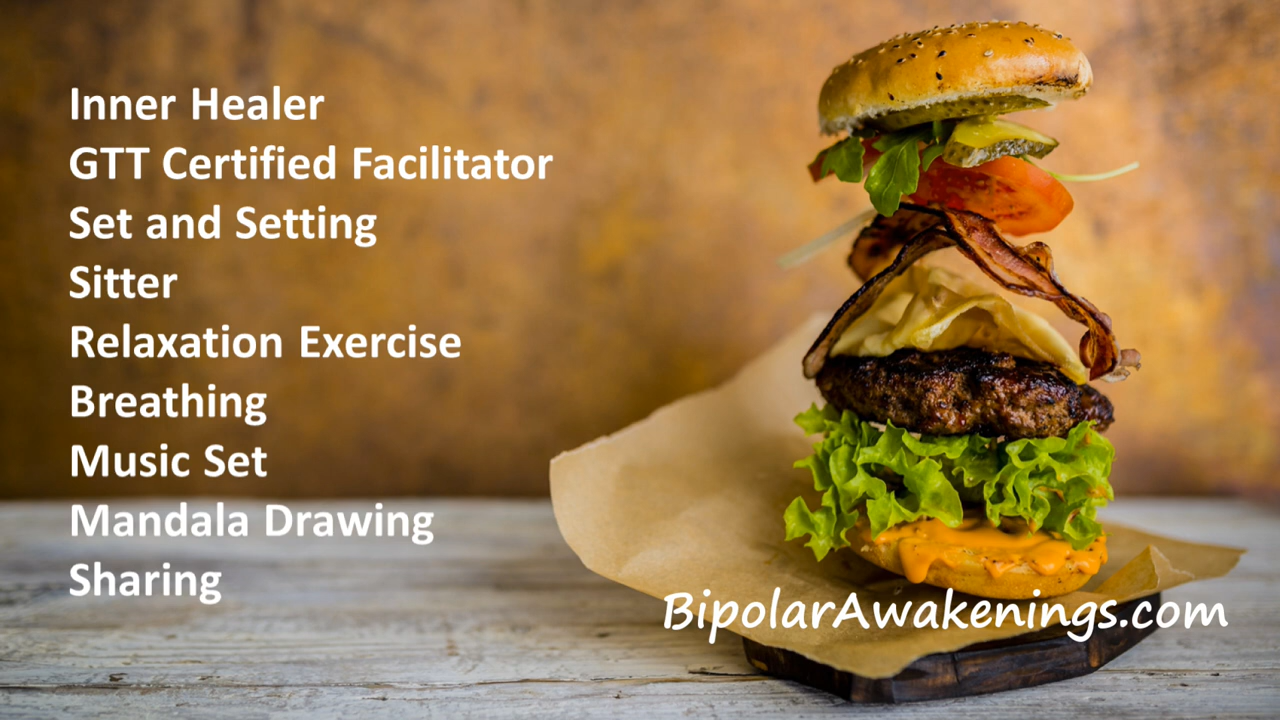 Inner Healer
GTT Certified Facilitator
Set and Setting
Sitter
Relaxation Exercise
Breathing
Music Set
Mandala Drawing
Sharing
BipolarAwakenings.com